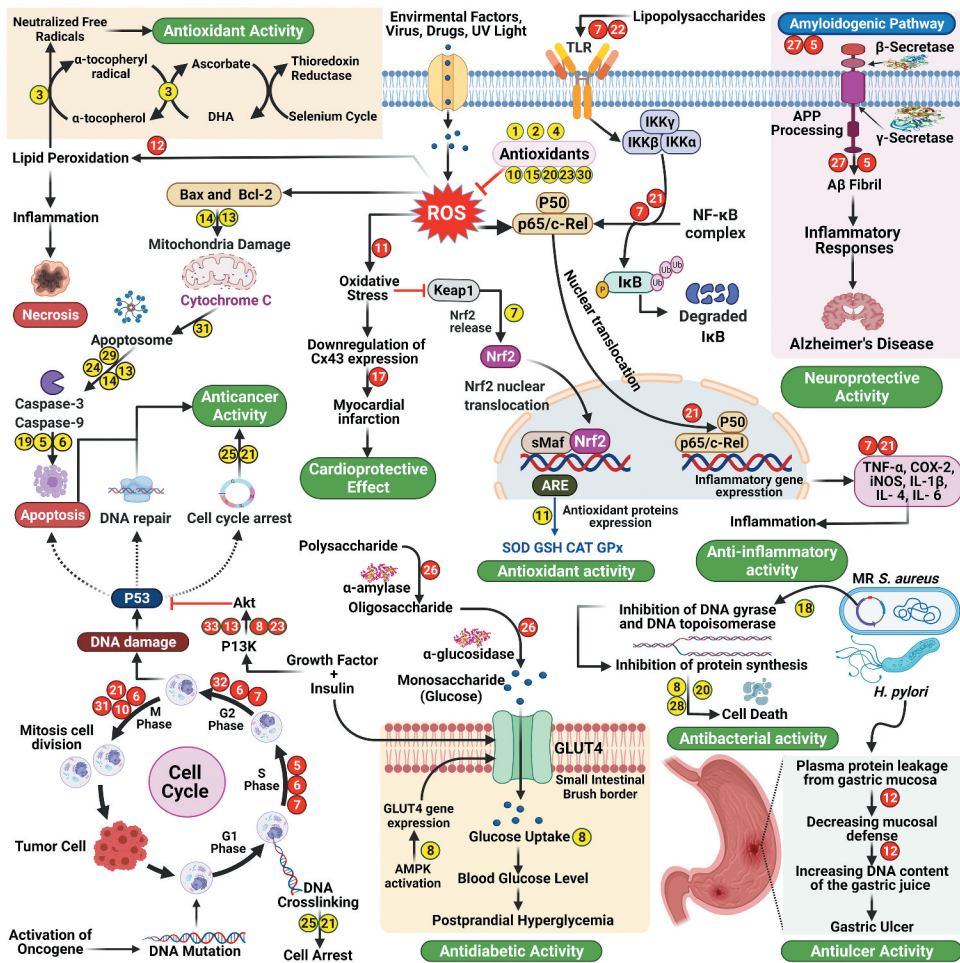 Neutralized Free
Radicals
Antioxidant Activity
α-tocopheryl
radical
Ascorbate
Thioredoxin
Reductase
3
3
α-tocopherol
DHA
Selenium Cycle
Envirmental Factors,
Virus, Drugs, UV Light
Lipopolysaccharides
7 22
TLR
IKKγ
IKKβ IKKα
Amyloidogenic Pathway
27 5
β-Secretase
APP
Processing
γ-Secretase
27 5
Aβ Fibril
Inflammatory
Responses
Alzheimer's Disease
Neuroprotective
Activity
Lipid Peroxidation
12
Inflammation
Necrosis
1 2 4
Antioxidants
10 15 20 23 30
ROS
Bax and Bcl-2
14 13
Mitochondria Damage
Cytochrome C
31
Apoptosome
29
24 13
14
Caspase-3
Caspase-9
19 5 6
Apoptosis
DNA repair
Cell cycle arrest
25 21
Anticancer
Activity
11
Oxidative
Stress
Downregulation of
Cx43 expression
17
Myocardial
infarction
Cardioprotective
Effect
Keap1
Nrf2
release
7
Nrf2
Nrf2 nuclear
translocation
P50
p65/c-Rel
7 21
NF-κB
complex
P
IκB
Ub Ub Ub
Degraded
IκB
Nuclear translocation
sMaf Nrf2
ARE
11
Antioxidant proteins
expression
SOD GSH CAT GPx
Antioxidant activity
21
P50
p65/c-Rel
Inflammatory gene
exprestion
7 21
TNF-α, COX-2,
iNOS, IL-1β,
IL- 4, IL- 6
Inflammation
Anti-inflammatory
activity
P53
DNA damage
Akt
33 13 8 23
P13K
Growth Factor
+
Insulin
21 6
31 10
M
Phase
32 6 7
G2
Phase
Mitosis cell
division
Cell
Cycle
S
Phase
5
6
7
G1
Phase
Tumor Cell
DNA
Crosslinking
25 21
Cell Arrest
Activation of
Oncogene
DNA Mutation
Polysaccharide
26
α-amylase
Oligosaccharide
26
α-glucosidase
Monosaccharide
(Glucose)
GLUT4
Small Intestinal
Brush border
GLUT4 gene
expression
8
AMPK
activation
Glucose Uptake 8
Blood Glucose Level
Postprandial Hyperglycemia
Antidiabetic Activity
MR S. aureus
18
Inhibition of DNA gyrase
and DNA topoisomerse
Inhibition of protein synthesis
8 20
28
Cell Death
Antibacterial activity
H. pylori
Plasma protein leakage
from gastric mucosa
12
Decreasing mucosal
defense
12
Increasing DNA content
of the gastric juice
Gastric Ulcer
Antiulcer Activity